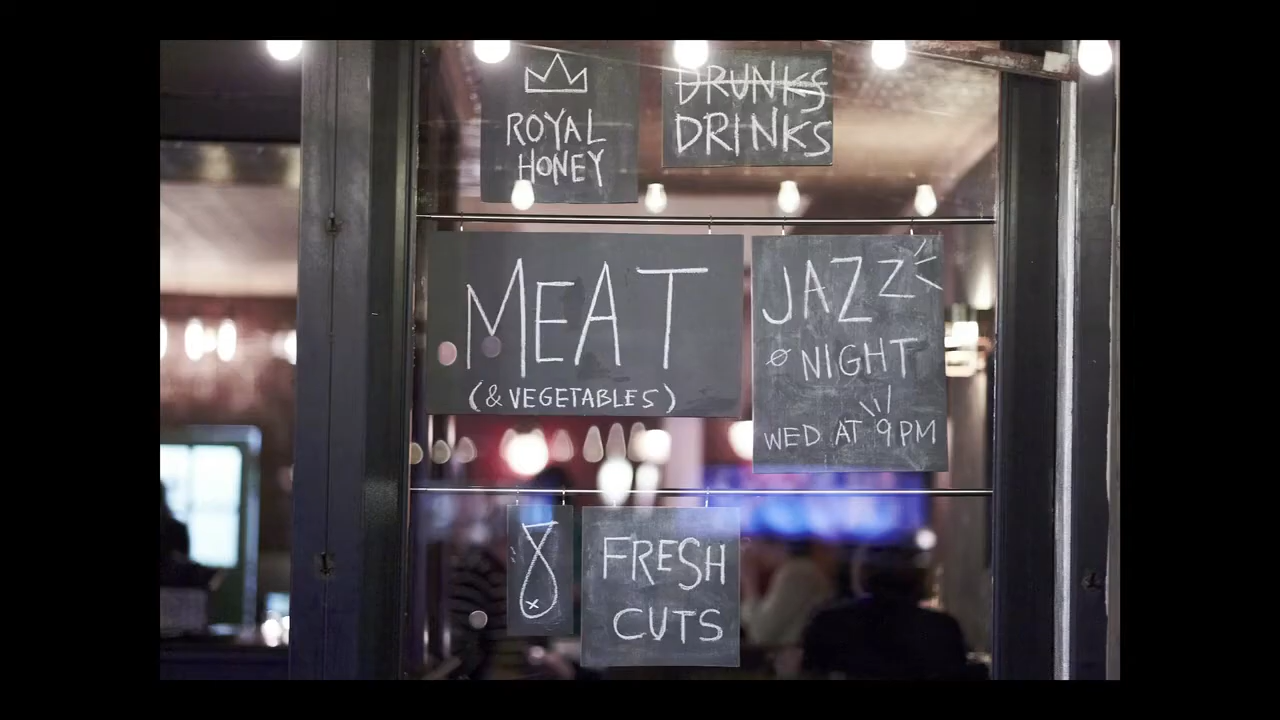 ROYAL
HONEY
DRUNKS
DRINKS
MEAT
(& VEGETABLES)
JAZZ
NIGHT
WED AT 9PM
FRESH
CUTS